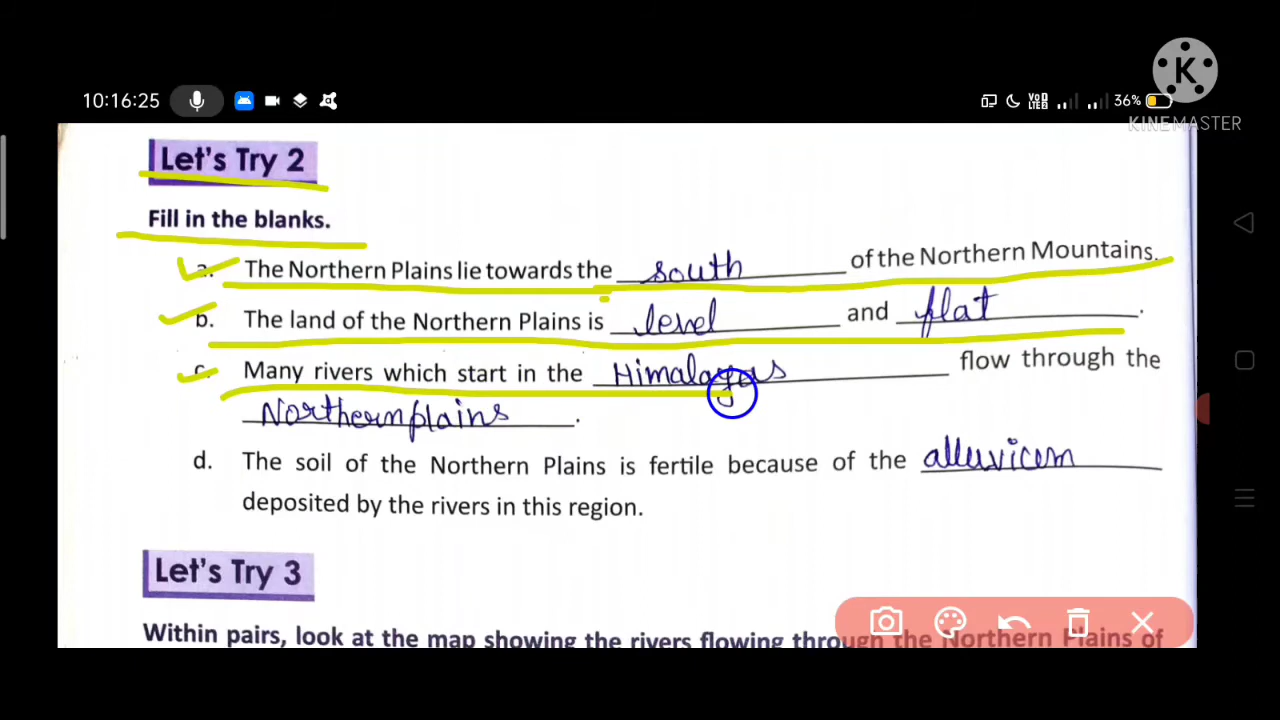 10:16:25
VoD LTE2 36%
K
KINEMASTER
Let's Try 2
Fill in the blanks.
a. The Northern Plains lie towards the south of the Northern Mountains.
b. The land of the Northern Plains is level and flat.
c. Many rivers which start in the Himalayas flow through the
Northern plains.
d. The soil of the Northern Plains is fertile because of the alluvium
deposited by the rivers in this region.
Let's Try 3
Within pairs, look at the map showing the rivers flowing through the Northern Plains of